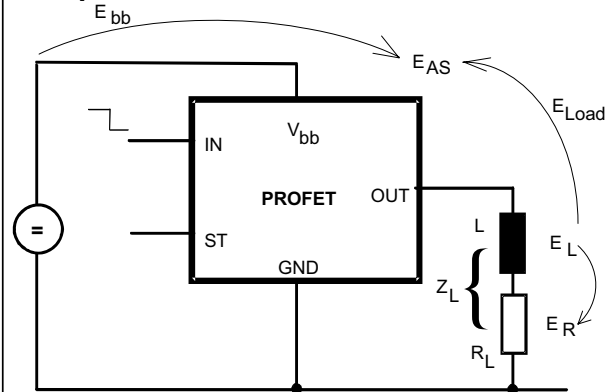 E bb
E AS
E Load
V bb
IN
PROFET
OUT
=
ST
L
E L
GND
Z L {
E R
R L